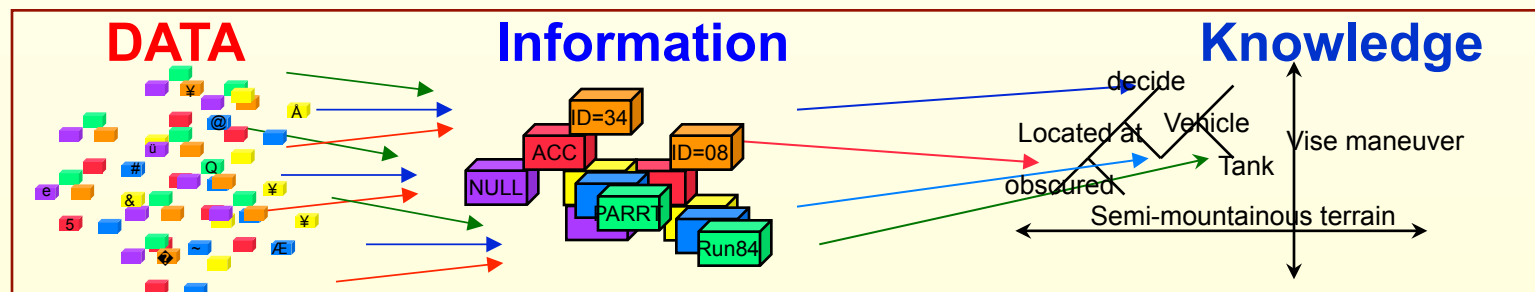 DATA
Information
Knowledge
¥
Å
@
ü
#
Q
e
¥
&
5
¥
~
Æ
�
ID=34
ACC
ID=08
NULL
PARRT
Run84
decide
Located at
Vehicle
Vise maneuver
Tank
obscured
Semi-mountainous terrain